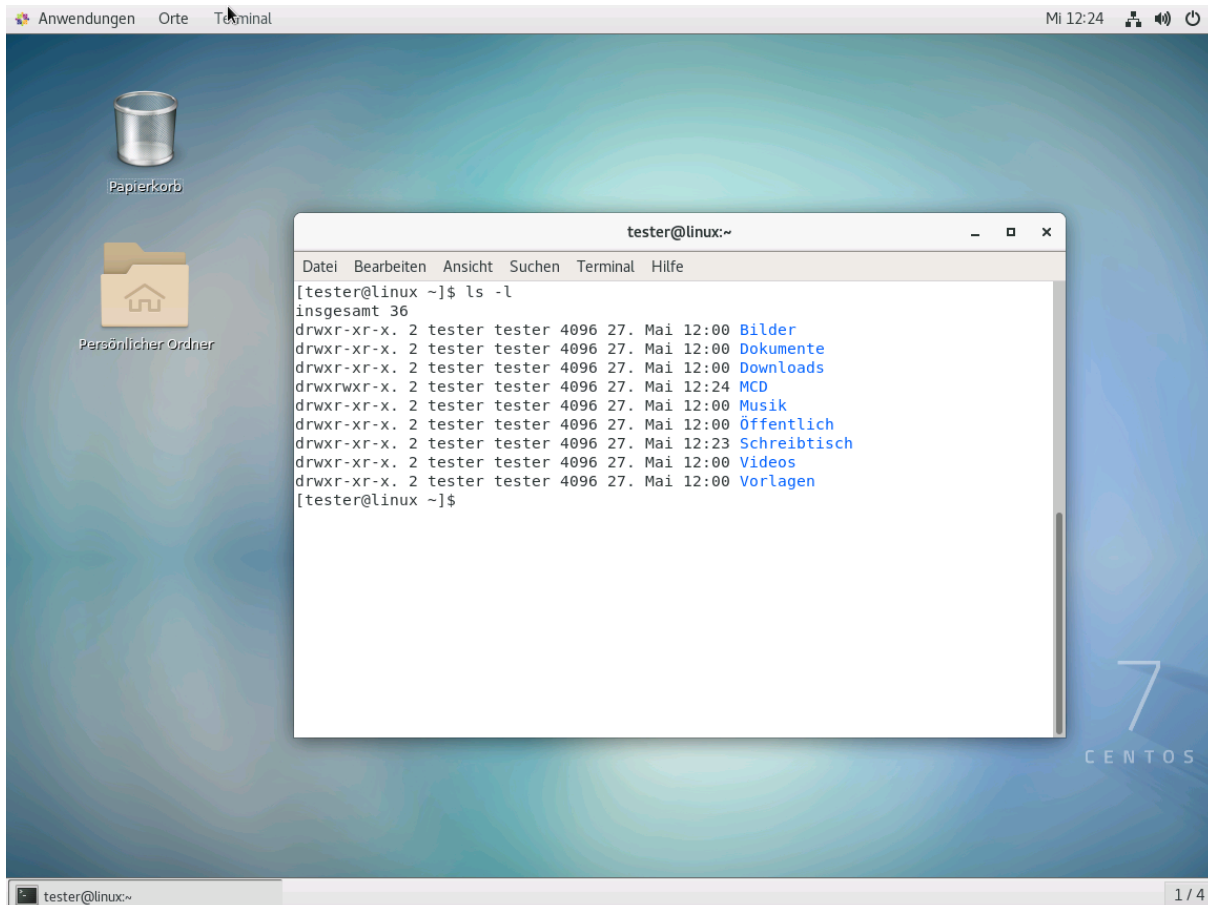 Anwendungen Orte Terminal Mi 12:24
Papierkorb
Persönlicher Ordner
tester@linux:~
Datei Bearbeiten Ansicht Suchen Terminal Hilfe
[tester@linux ~]$ ls -l
insgesamt 36
drwxr-xr-x. 2 tester tester 4096 27. Mai 12:00 Bilder
drwxr-xr-x. 2 tester tester 4096 27. Mai 12:00 Dokumente
drwxr-xr-x. 2 tester tester 4096 27. Mai 12:00 Downloads
drwxrwxr-x. 2 tester tester 4096 27. Mai 12:24 MCD
drwxr-xr-x. 2 tester tester 4096 27. Mai 12:00 Musik
drwxr-xr-x. 2 tester tester 4096 27. Mai 12:00 Öffentlich
drwxr-xr-x. 2 tester tester 4096 27. Mai 12:23 Schreibtisch
drwxr-xr-x. 2 tester tester 4096 27. Mai 12:00 Videos
drwxr-xr-x. 2 tester tester 4096 27. Mai 12:00 Vorlagen
[tester@linux ~]$
7
CENTOS
tester@linux:~ 1 / 4